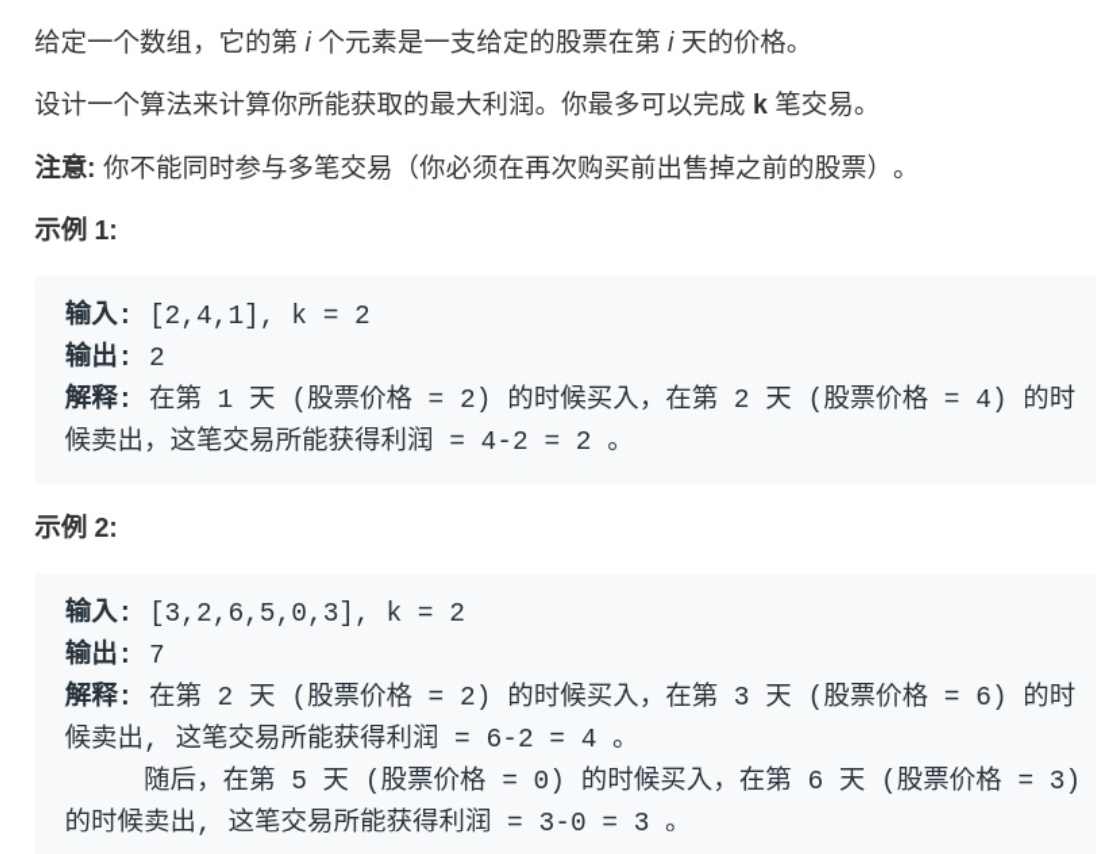 给定一个数组，它的第 i 个元素是一支给定的股票在第 i 天的价格。
设计一个算法来计算你所能获取的最大利润。你最多可以完成 k 笔交易。
注意: 你不能同时参与多笔交易（你必须在再次购买前出售掉之前的股票）。
示例 1:
输入: [2,4,1], k = 2
输出: 2
解释: 在第 1 天 (股票价格 = 2) 的时候买入，在第 2 天 (股票价格 = 4) 的时
候卖出，这笔交易所能获得利润 = 4-2 = 2 。
示例 2:
输入: [3,2,6,5,0,3], k = 2
输出: 7
解释: 在第 2 天 (股票价格 = 2) 的时候买入，在第 3 天 (股票价格 = 6) 的时
候卖出, 这笔交易所能获得利润 = 6-2 = 4 。
随后，在第 5 天 (股票价格 = 0) 的时候买入，在第 6 天 (股票价格 = 3)
的时候卖出, 这笔交易所能获得利润 = 3-0 = 3 。